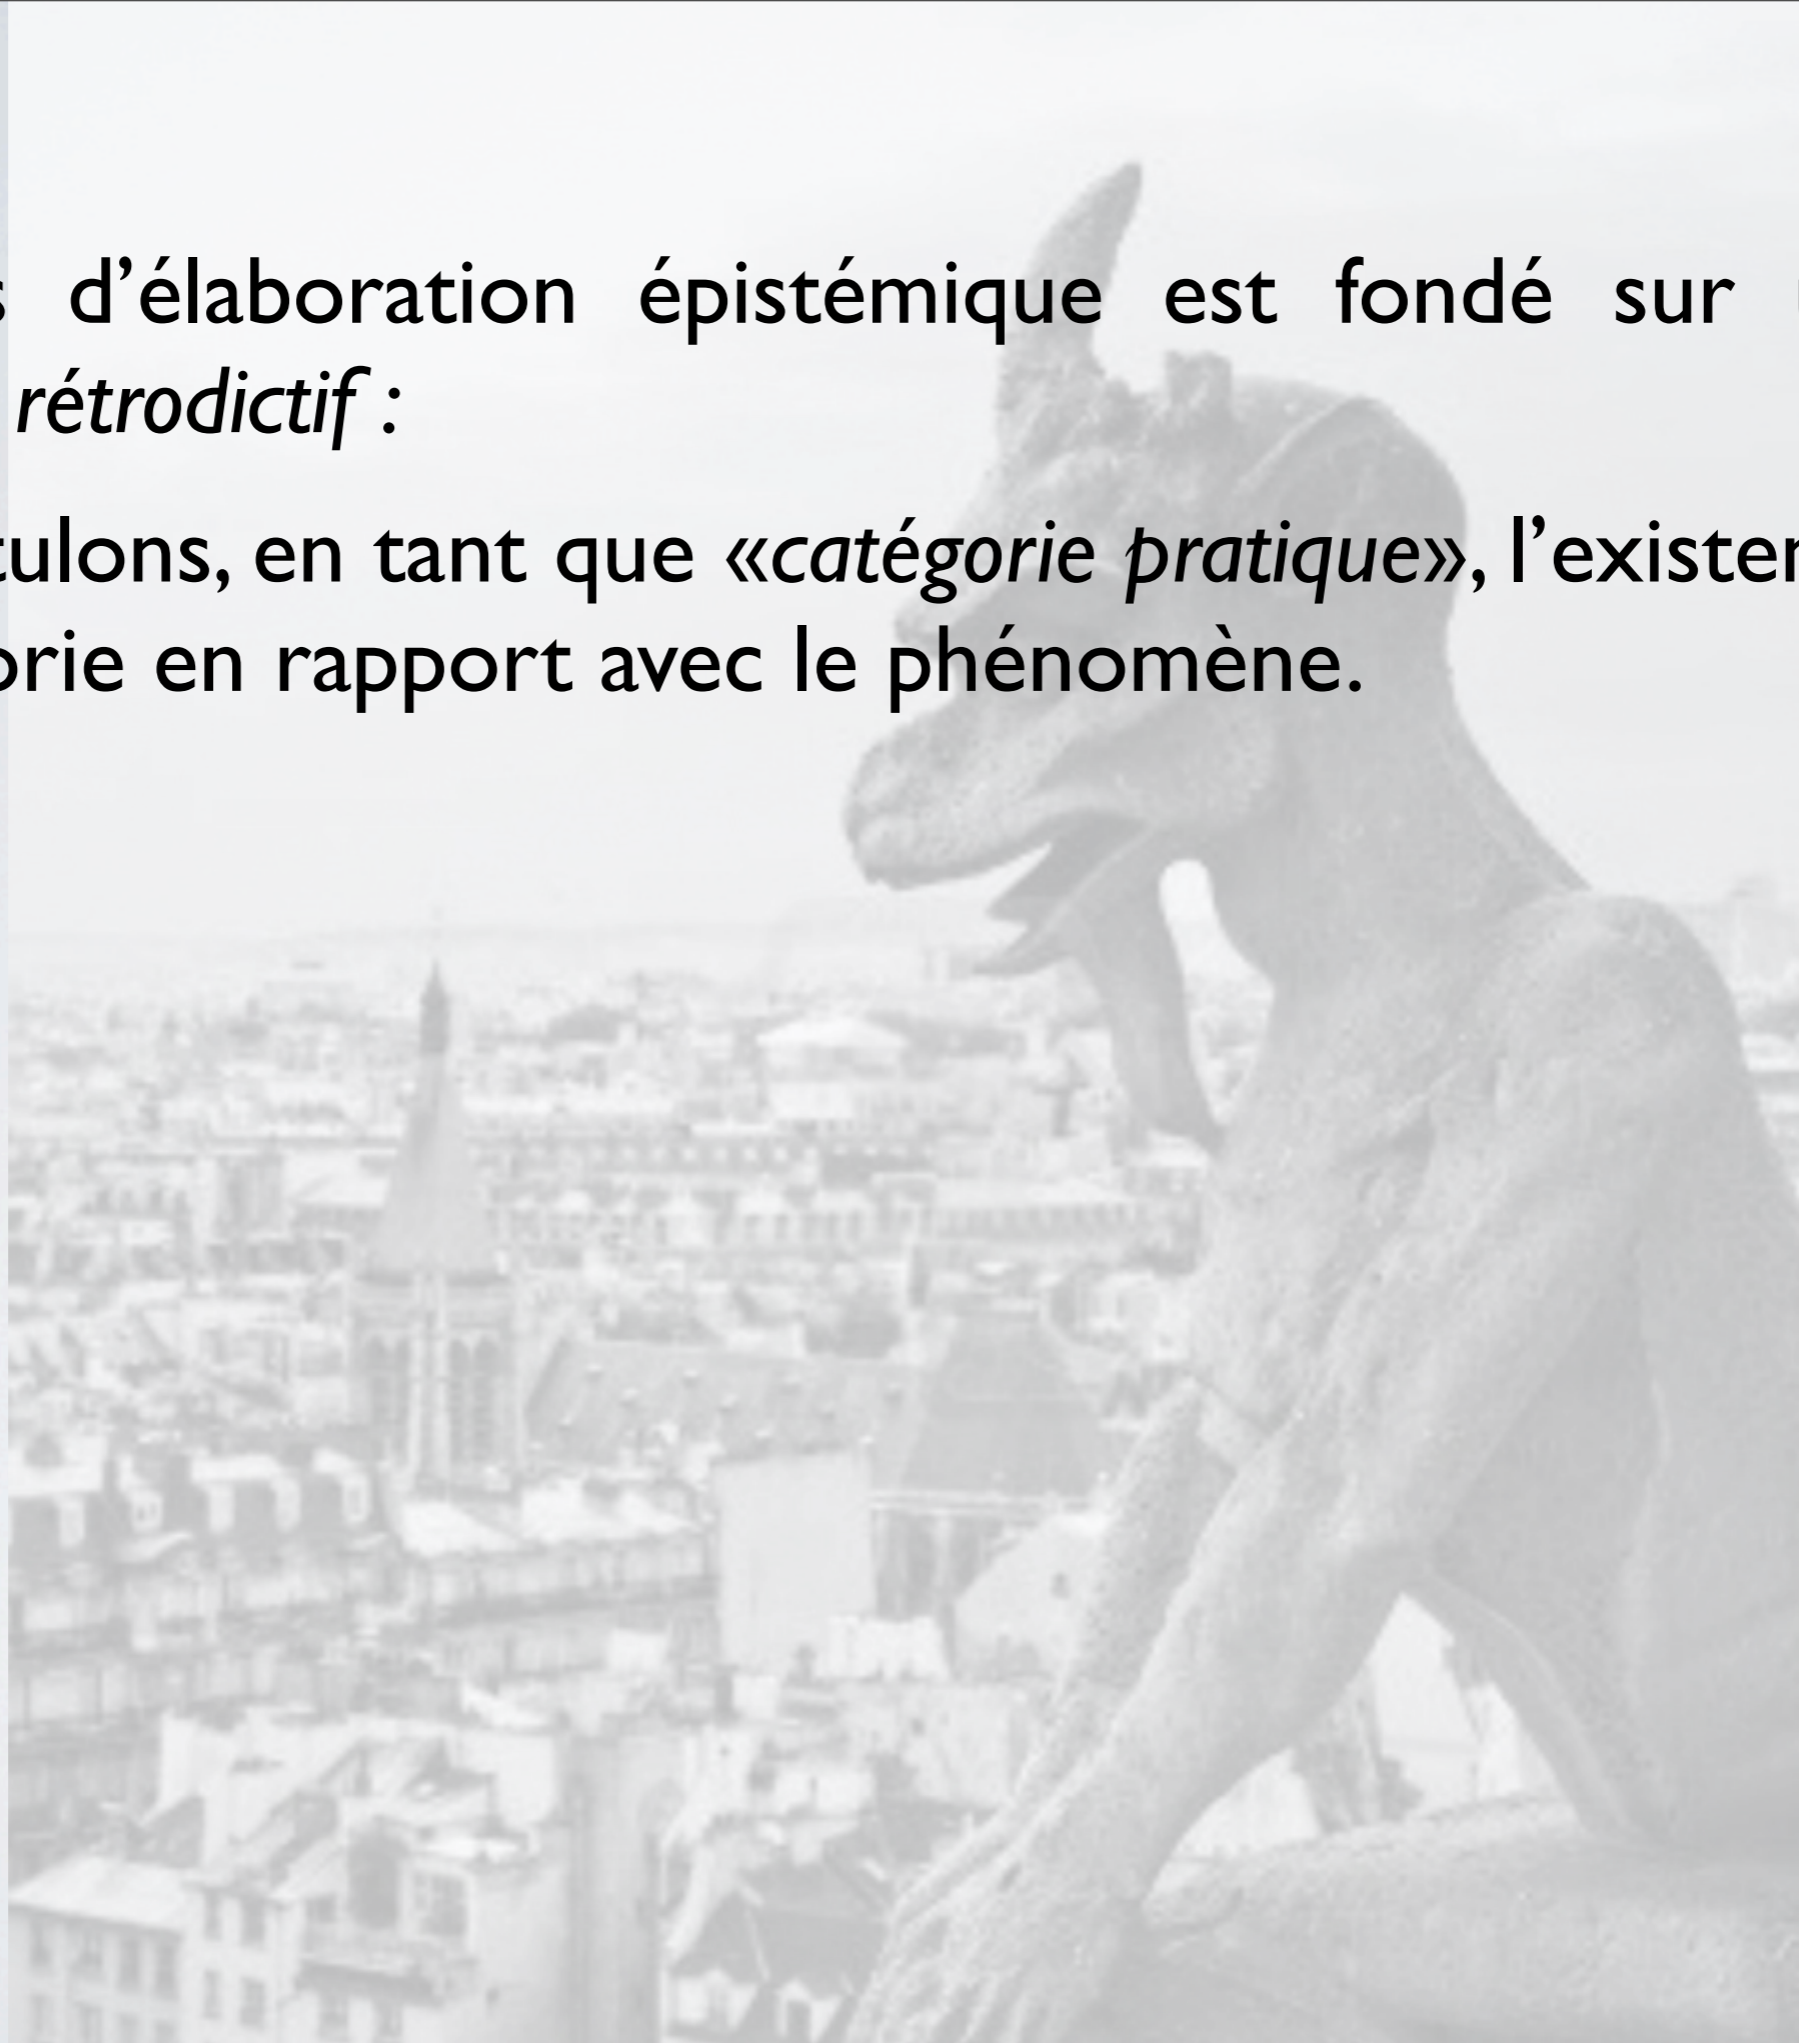 s d’élaboration épistémique est fondé sur
rétrodictif :
tulons, en tant que «catégorie pratique», l’existen
orie en rapport avec le phénomène.